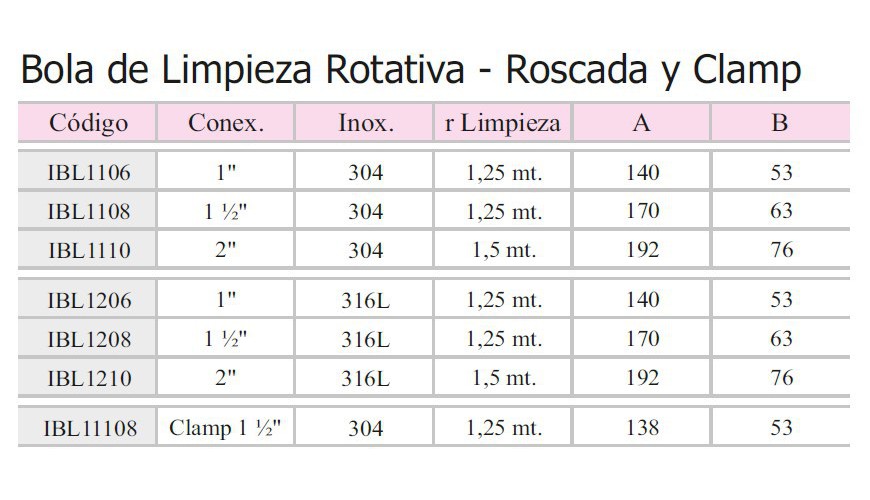 Bola de Limpieza Rotativa - Roscada y Clamp
Código Conex. Inox. r Limpieza A B
IBL1106 1" 304 1,25 mt. 140 53
IBL1108 1 ½" 304 1,25 mt. 170 63
IBL1110 2" 304 1,5 mt. 192 76
IBL1206 1" 316L 1,25 mt. 140 53
IBL1208 1 ½" 316L 1,25 mt. 170 63
IBL1210 2" 316L 1,5 mt. 192 76
IBL11108 Clamp 1 ½" 304 1,25 mt. 138 53